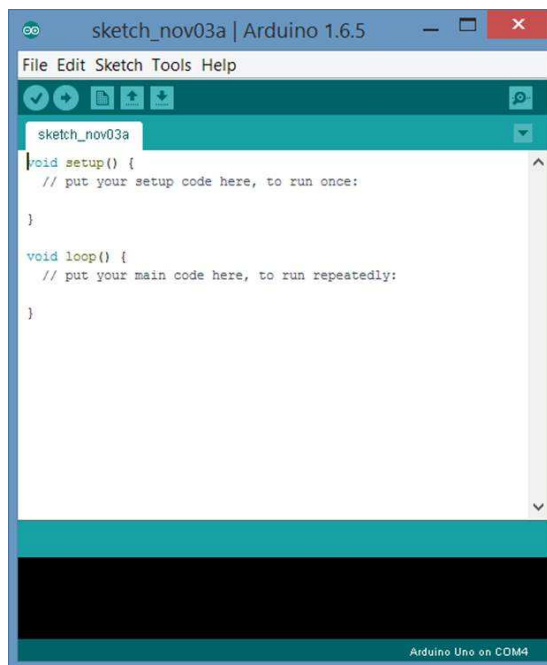 sketch_nov03a | Arduino 1.6.5
File Edit Sketch Tools Help
sketch_nov03a
void setup() {
  // put your setup code here, to run once:
}
void loop() {
  // put your main code here, to run repeatedly:
}
Arduino Uno on COM4